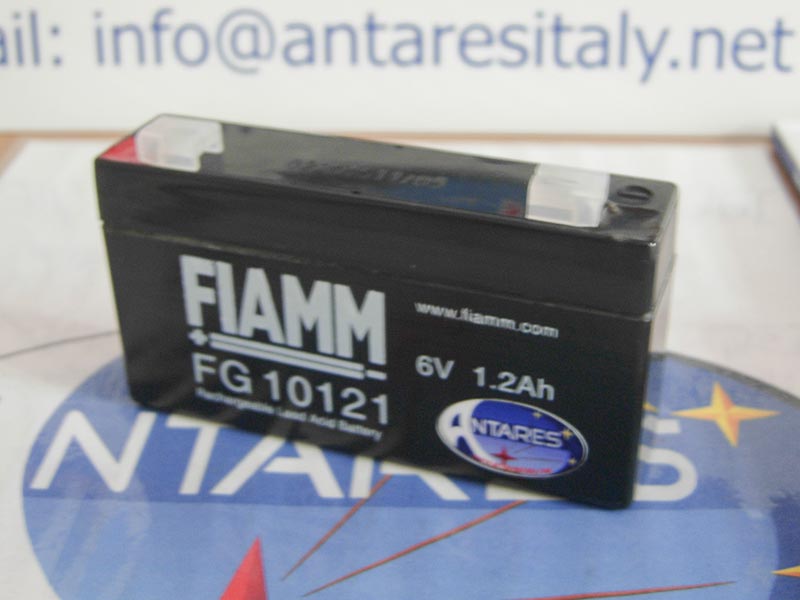 ail: info@antaresitaly.net
FIAMM
+ -
FG 10121
Rechargeable Lead Acid Battery
www.fiamm.com
6V 1.2Ah
ANTARES
NTARES